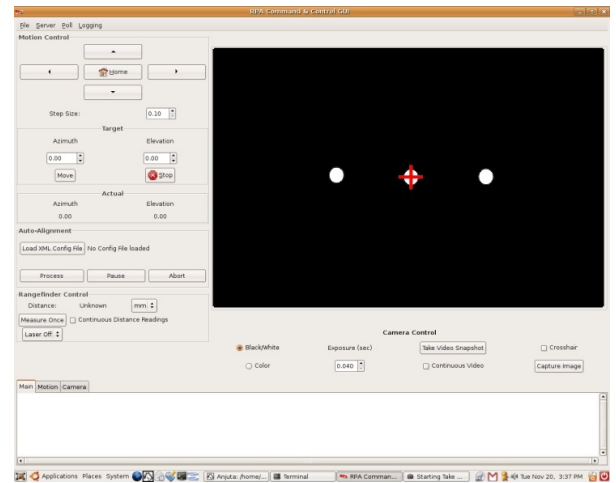 RPA Command & Control GUI
File Server Poll Logging
Motion Control
Home
Step Size: 0.10
Target
Azimuth Elevation
0.00 0.00
Move Stop
Actual
Azimuth Elevation
0.00 0.00
Auto-Alignment
Load XML Config File No Config File loaded
Process Pause Abort
Rangefinder Control
Distance: Unknown mm
Measure Once Continuous Distance Readings
Laser Off
Camera Control
Black/White Exposure (sec) Take Video Snapshot Crosshair
Color 0.040 Continuous Video Capture Image
Main Motion Camera
Applications Places System Anjuta: /home/... Terminal RPA Comman... Starting Take ... Tue Nov 20, 3:37 PM